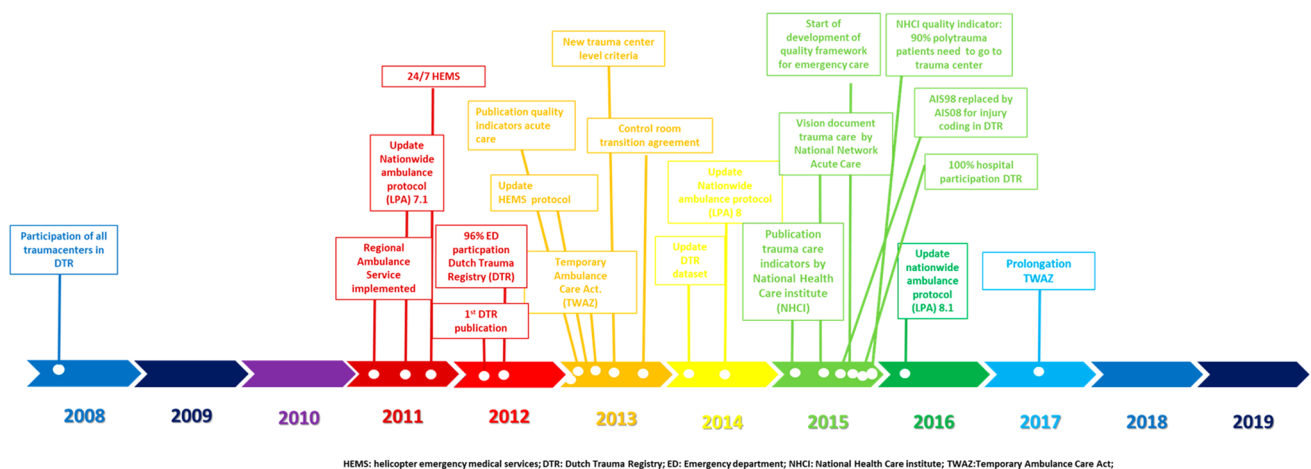 Participation of all
traumacenters in
DTR
24/7 HEMS
Update
Nationwide
ambulance
protocol
(LPA) 7.1
Regional
Ambulance
Service
implemented
96% ED
particpation
Dutch Trauma
Registry (DTR)
1st DTR
publication
Publication quality
indicators acute
care
Update
HEMS protocol
Temporary
Ambulance
Care Act.
(TWAZ)
New trauma center
level criteria
Control room
transition agreement
Update
Nationwide
ambulance protocol
(LPA) 8
Update
DTR
dataset
Start of
development of
quality framework
for emergency care
Vision document
trauma care by
National Network
Acute Care
Publication
trauma care
indicators by
National Health
Care institute
(NHCI)
NHCI quality indicator:
90% polytrauma
patients need to go to
trauma center
AIS98 replaced by
AIS08 for injury
coding in DTR
100% hospital
participation DTR
Update
nationwide
ambulance
protocol
(LPA) 8.1
Prolongation
TWAZ
2008 2009 2010 2011 2012 2013 2014 2015 2016 2017 2018 2019
HEMS: helicopter emergency medical services; DTR: Dutch Trauma Registry; ED: Emergency department; NHCI: National Health Care institute; TWAZ:Temporary Ambulance Care Act;